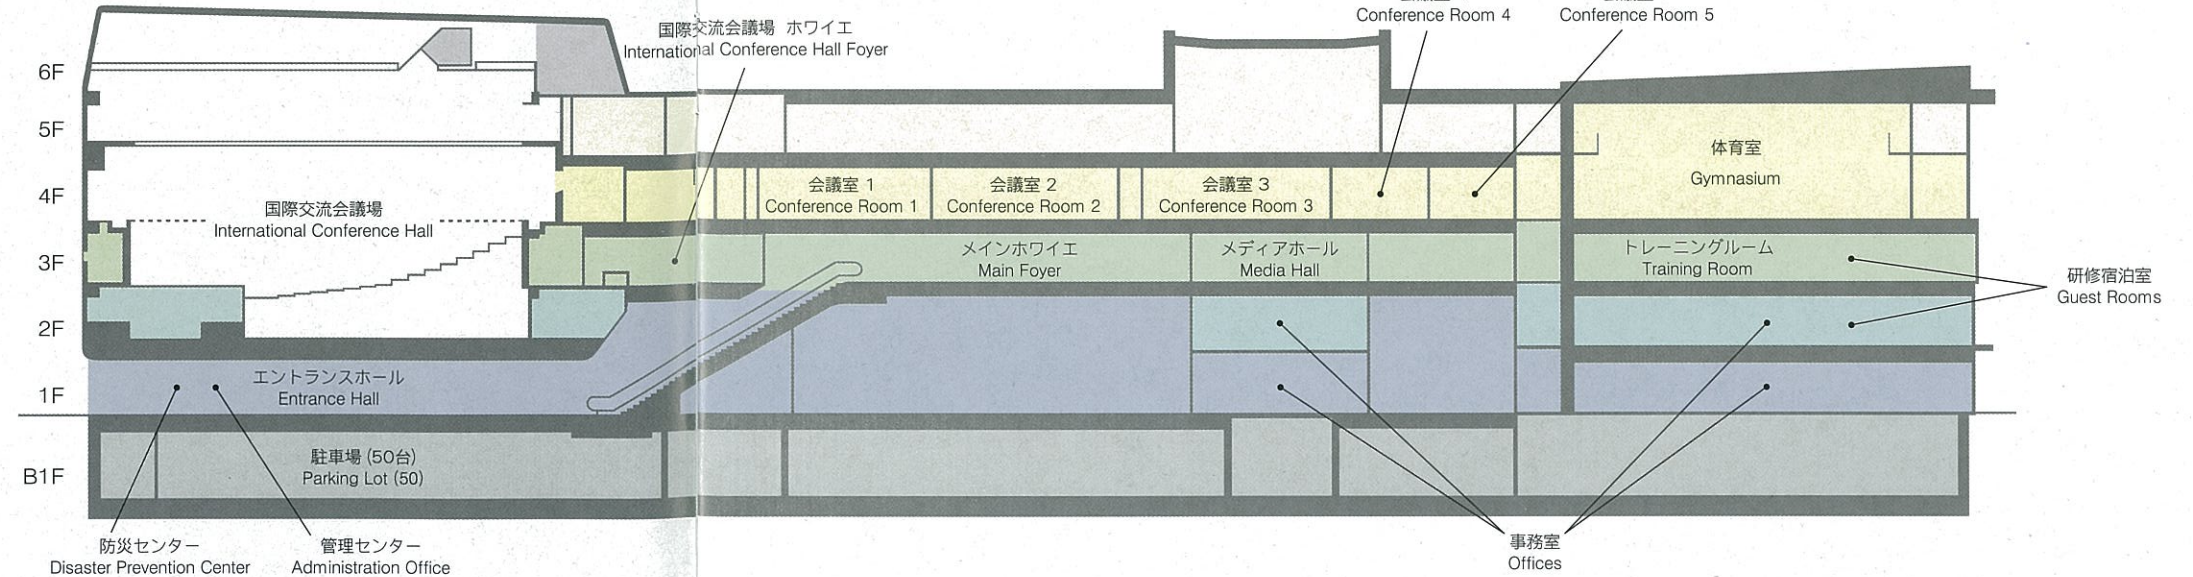 Conference Room 4
Conference Room 5
国際交流会議場 ホワイエ
International Conference Hall Foyer
6F
5F
4F
3F
2F
1F
B1F
体育室
Gymnasium
会議室 1
Conference Room 1
会議室 2
Conference Room 2
会議室 3
Conference Room 3
国際交流会議場
International Conference Hall
メインホワイエ
Main Foyer
メディアホール
Media Hall
トレーニングルーム
Training Room
研修宿泊室
Guest Rooms
エントランスホール
Entrance Hall
駐車場 (50台)
Parking Lot (50)
防災センター
Disaster Prevention Center
管理センター
Administration Office
事務室
Offices